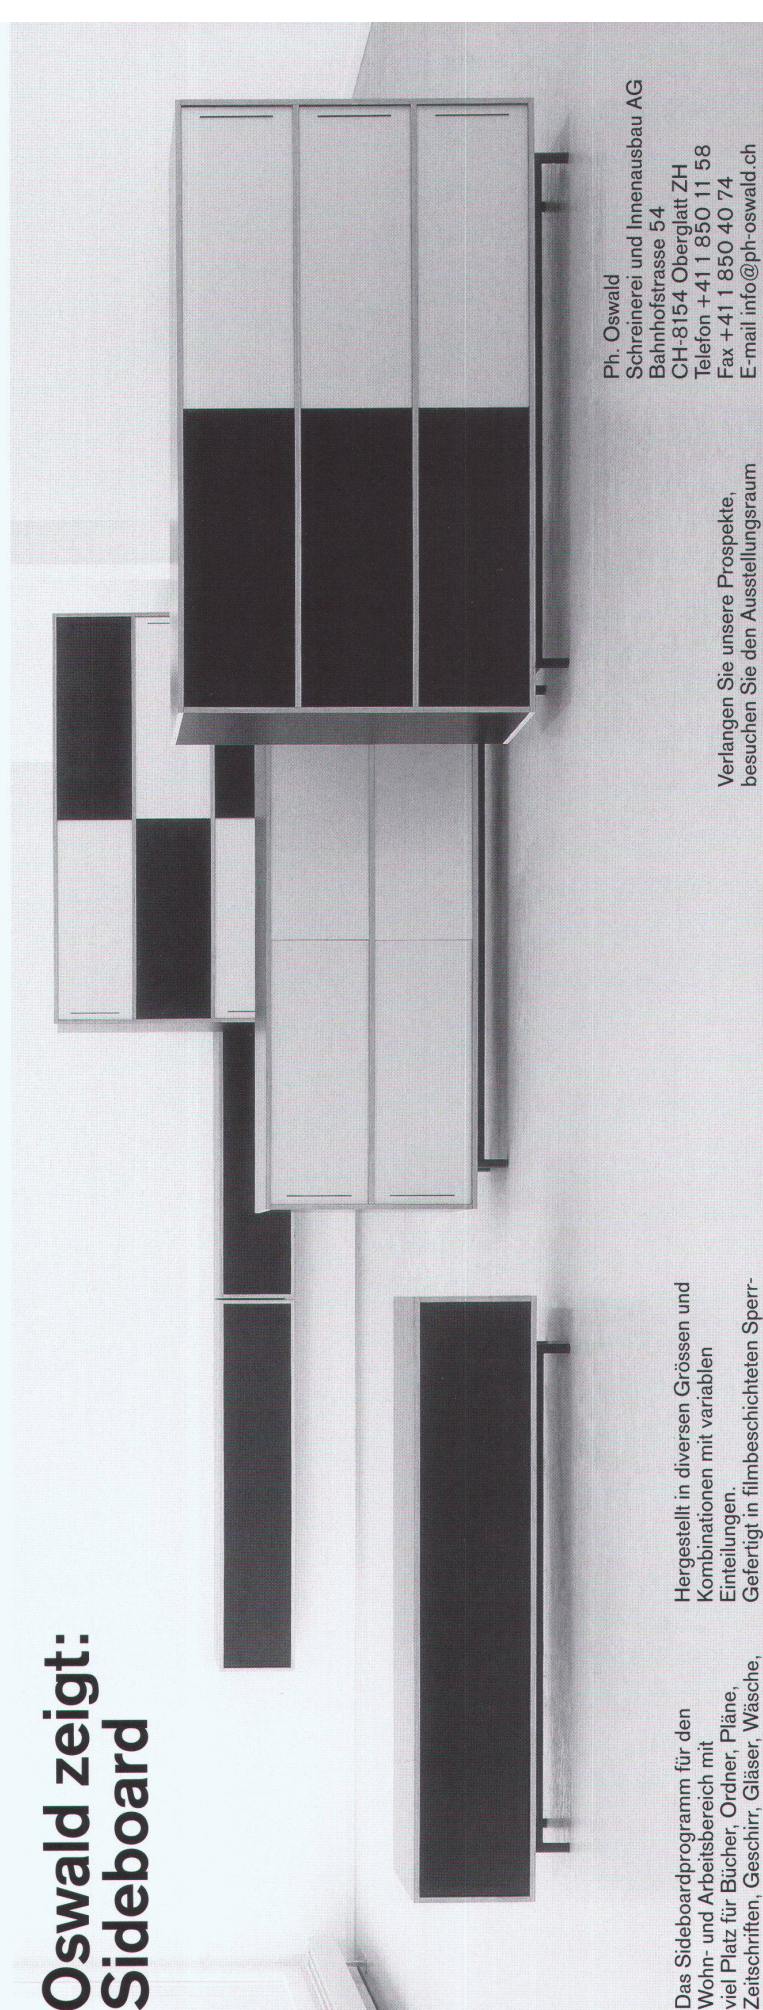 Oswald zeigt:
Sideboard
Das Sideboardprogramm für den
Wohn- und Arbeitsbereich mit
viel Platz für Bücher, Ordner, Pläne,
Zeitschriften, Geschirr, Gläser, Wäsche,
Hergestellt in diversen Grössen und
Kombinationen mit variablen
Einteilungen.
Gefertigt in filmbeschichteten Sperr-
Verlangen Sie unsere Prospekte,
besuchen Sie den Ausstellungsraum
Ph. Oswald
Schreinerei und Innenausbau AG
Bahnhofstrasse 54
CH-8154 Oberglatt ZH
Telefon +41 1 850 11 58
Fax +41 1 850 40 74
E-mail info@ph-oswald.ch